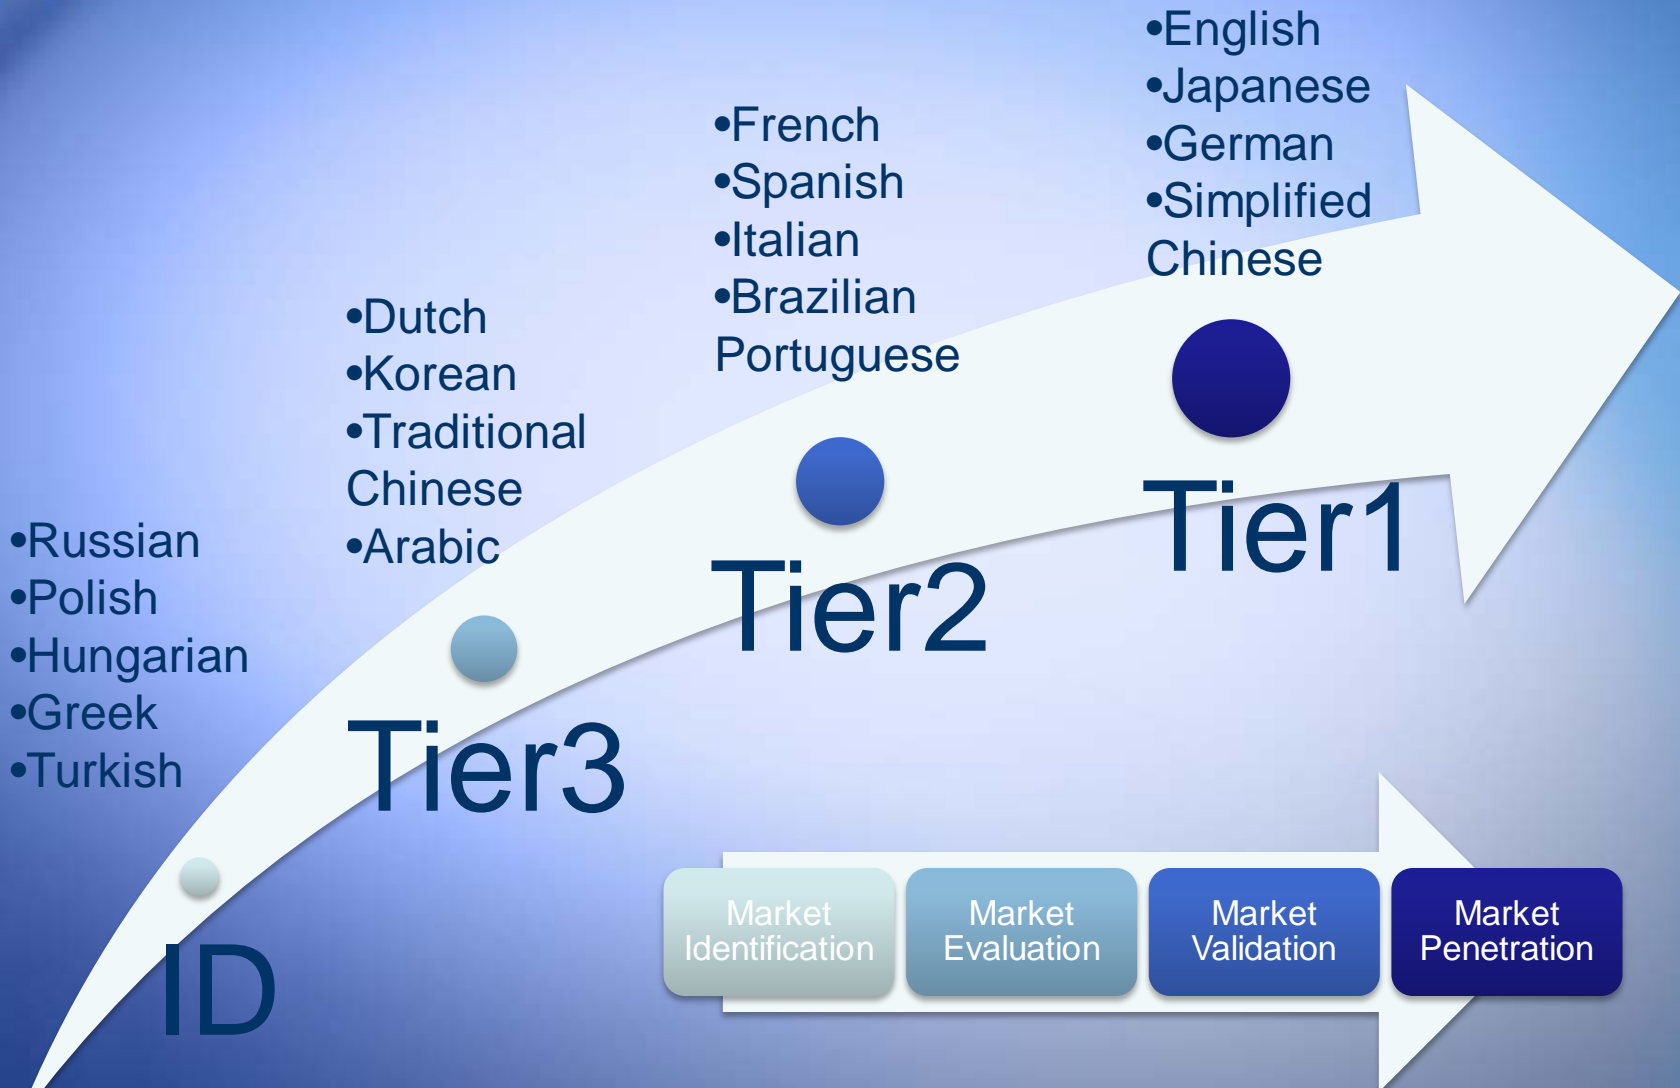 •Russian
•Polish
•Hungarian
•Greek
•Turkish
ID
•Dutch
•Korean
•Traditional
Chinese
•Arabic
Tier3
•French
•Spanish
•Italian
•Brazilian
Portuguese
Tier2
•English
•Japanese
•German
•Simplified
Chinese
Tier1
Market
Identification
Market
Evaluation
Market
Validation
Market
Penetration